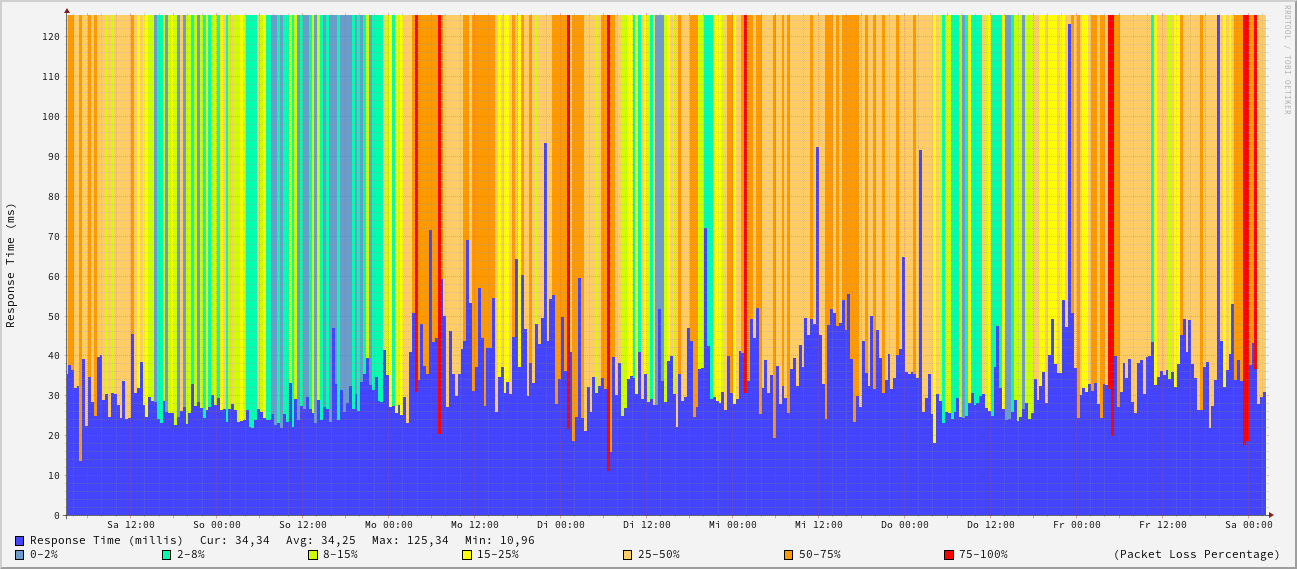 RRDTOOL / TOBI OETIKER
Response Time (ms)
120
110
100
90
80
70
60
50
40
30
20
10
0
Sa 12:00 So 00:00 So 12:00 Mo 00:00 Mo 12:00 Di 00:00 Di 12:00 Mi 00:00 Mi 12:00 Do 00:00 Do 12:00 Fr 00:00 Fr 12:00 Sa 00:00
Response Time (millis) Cur: 34,34 Avg: 34,25 Max: 125,34 Min: 10,96
0-2% 2-8% 8-15% 15-25% 25-50% 50-75% 75-100% (Packet Loss Percentage)